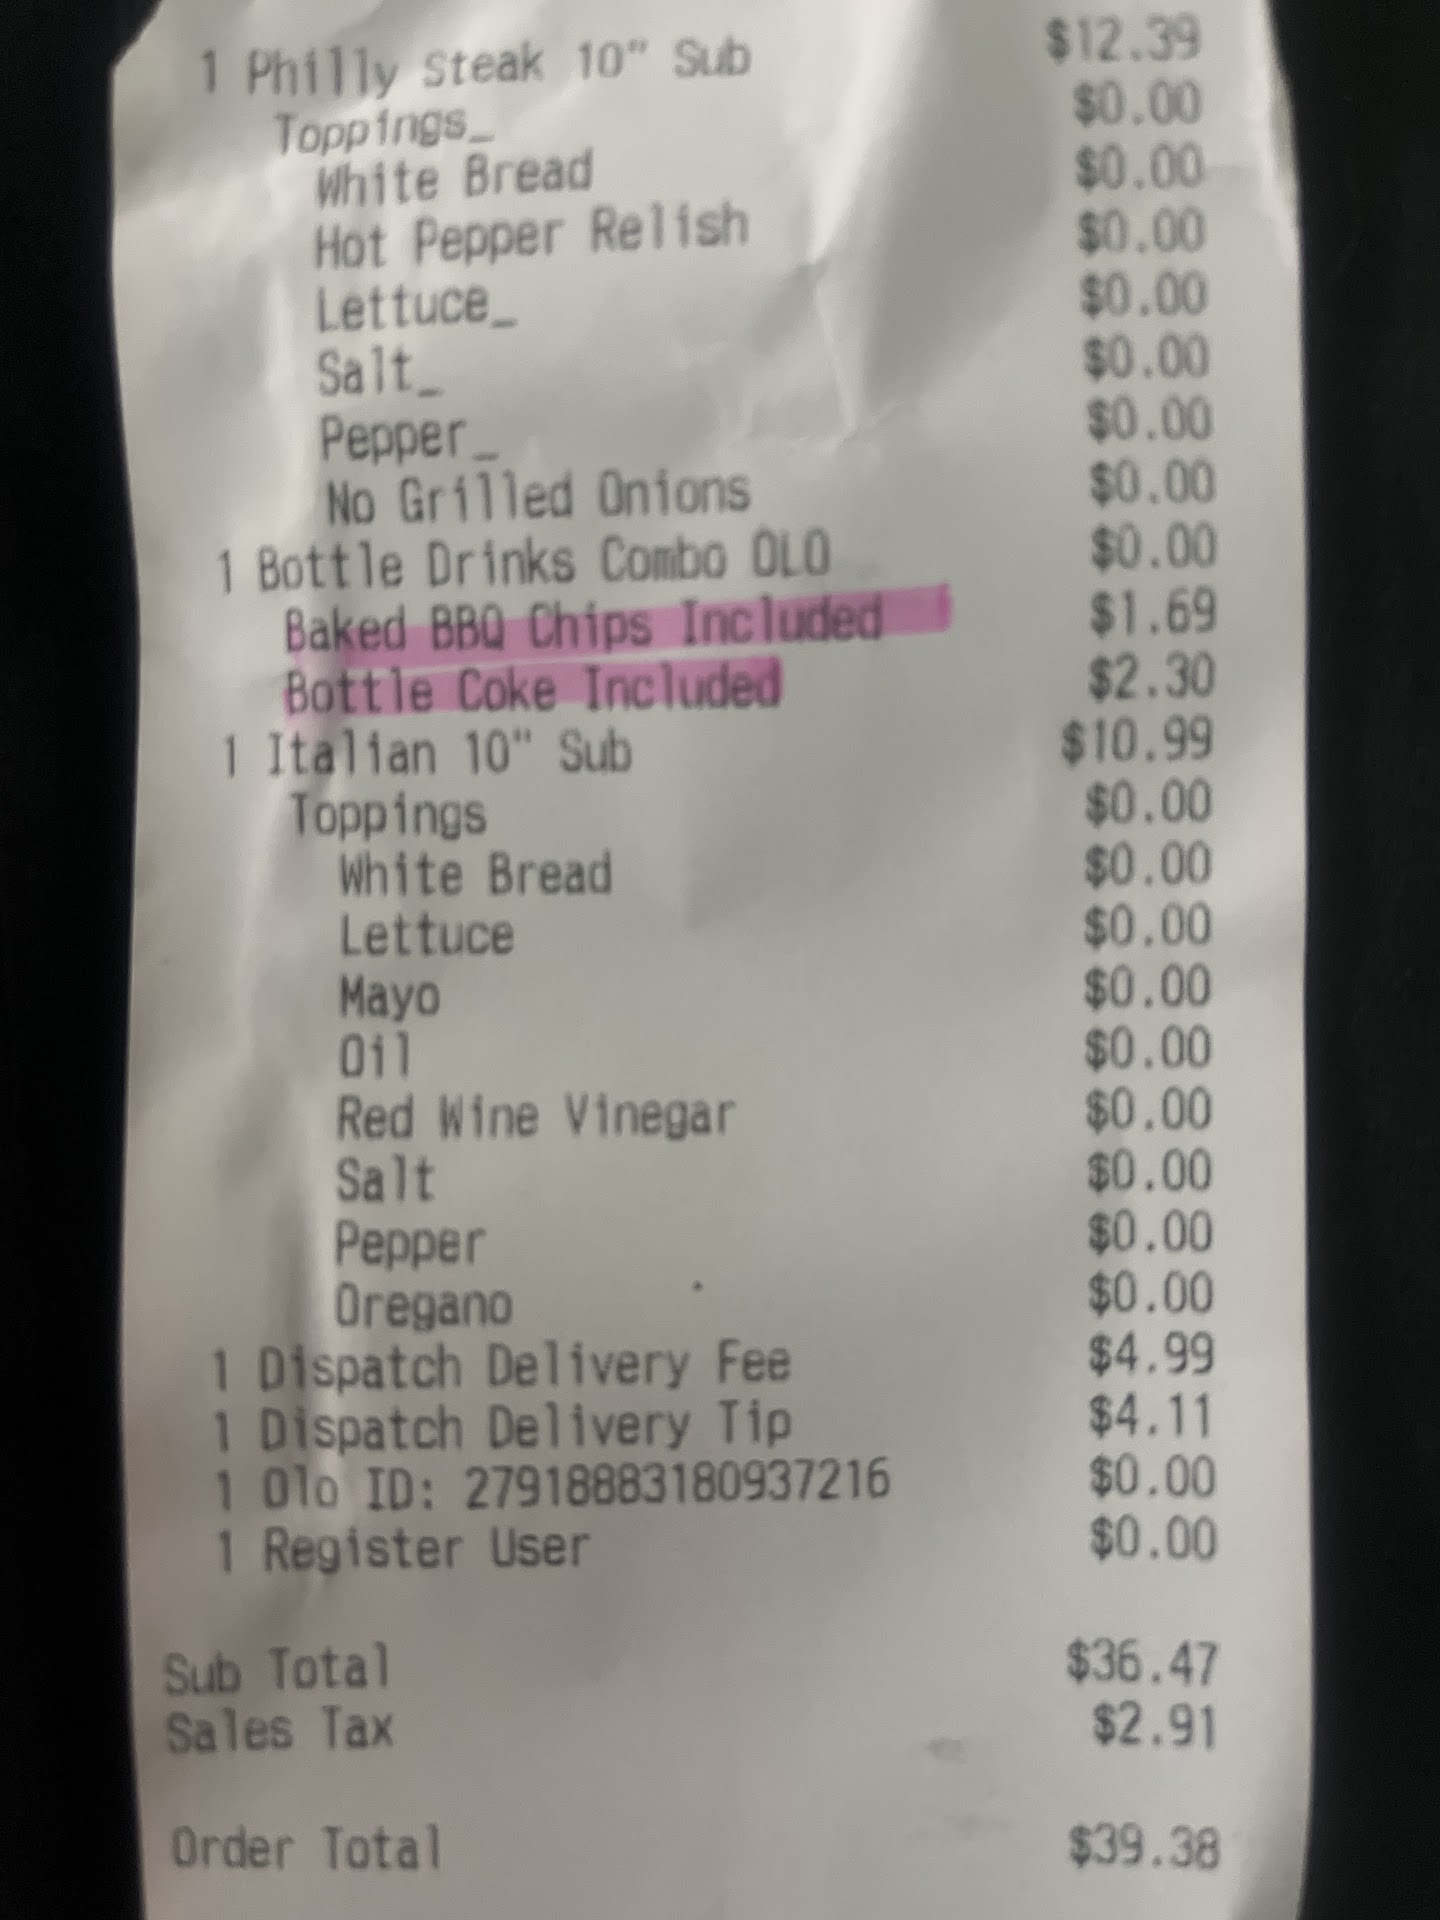 1 Philly Steak 10" Sub $12.39
Toppings_ $0.00
White Bread $0.00
Hot Pepper Relish $0.00
Lettuce_ $0.00
Salt_ $0.00
Pepper_ $0.00
No Grilled Onions $0.00
1 Bottle Drinks Combo OLO $0.00
Baked BBQ Chips Included $1.69
Bottle Coke Included $2.30
1 Italian 10" Sub $10.99
Toppings $0.00
White Bread $0.00
Lettuce $0.00
Mayo $0.00
Oil $0.00
Red Wine Vinegar $0.00
Salt $0.00
Pepper $0.00
Oregano $0.00
1 Dispatch Delivery Fee $4.99
1 Dispatch Delivery Tip $4.11
1 Olo ID: 27918883180937216 $0.00
1 Register User $0.00
Sub Total $36.47
Sales Tax $2.91
Order Total $39.38